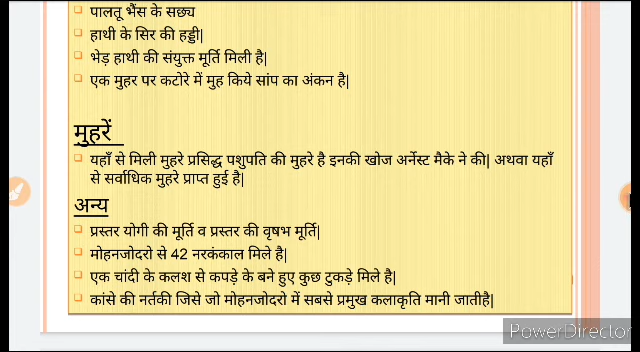 पालतू भैंस के सछ्य
हाथी के सिर की हड्डी|
भेड़ हाथी की संयुक्त मूर्ति मिली है|
एक मुहर पर कटोरे में मुह किये सांप का अंकन है|
मुहरें
यहाँ से मिली मुहरे प्रसिद्ध पशुपति की मुहरे है इनकी खोज अर्नेस्ट मैके ने की| अथवा यहाँ
से सर्वाधिक मुहरे प्राप्त हुई है|
अन्य
प्रस्तर योगी की मूर्ति व प्रस्तर की वृषभ मूर्ति|
मोहनजोदरो से 42 नरकंकाल मिले है|
एक चांदी के कलश से कपड़े के बने हुए कुछ टुकड़े मिले है|
कांसे की नर्तकी जिसे जो मोहनजोदरो में सबसे प्रमुख कलाकृति मानी जातीहै|
PowerDirector